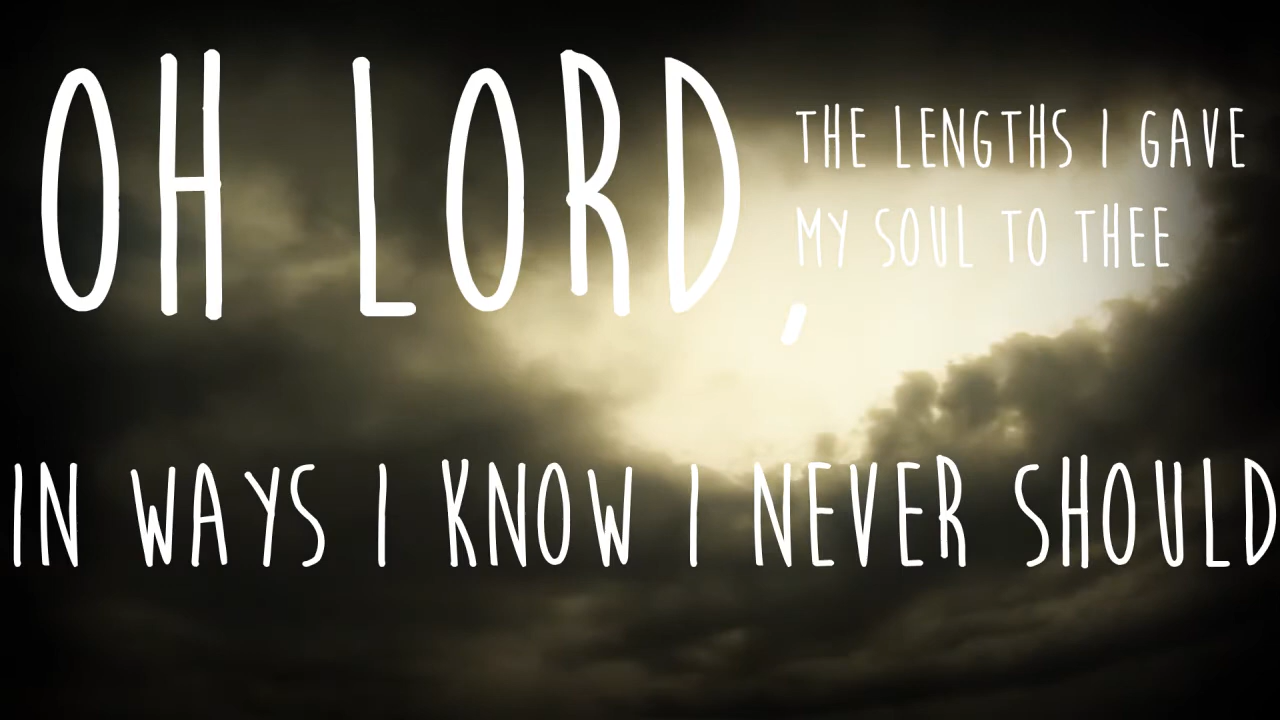 OH LORD,
THE LENGTHS I GAVE
MY SOUL TO THEE
IN WAYS I KNOW I NEVER SHOULD